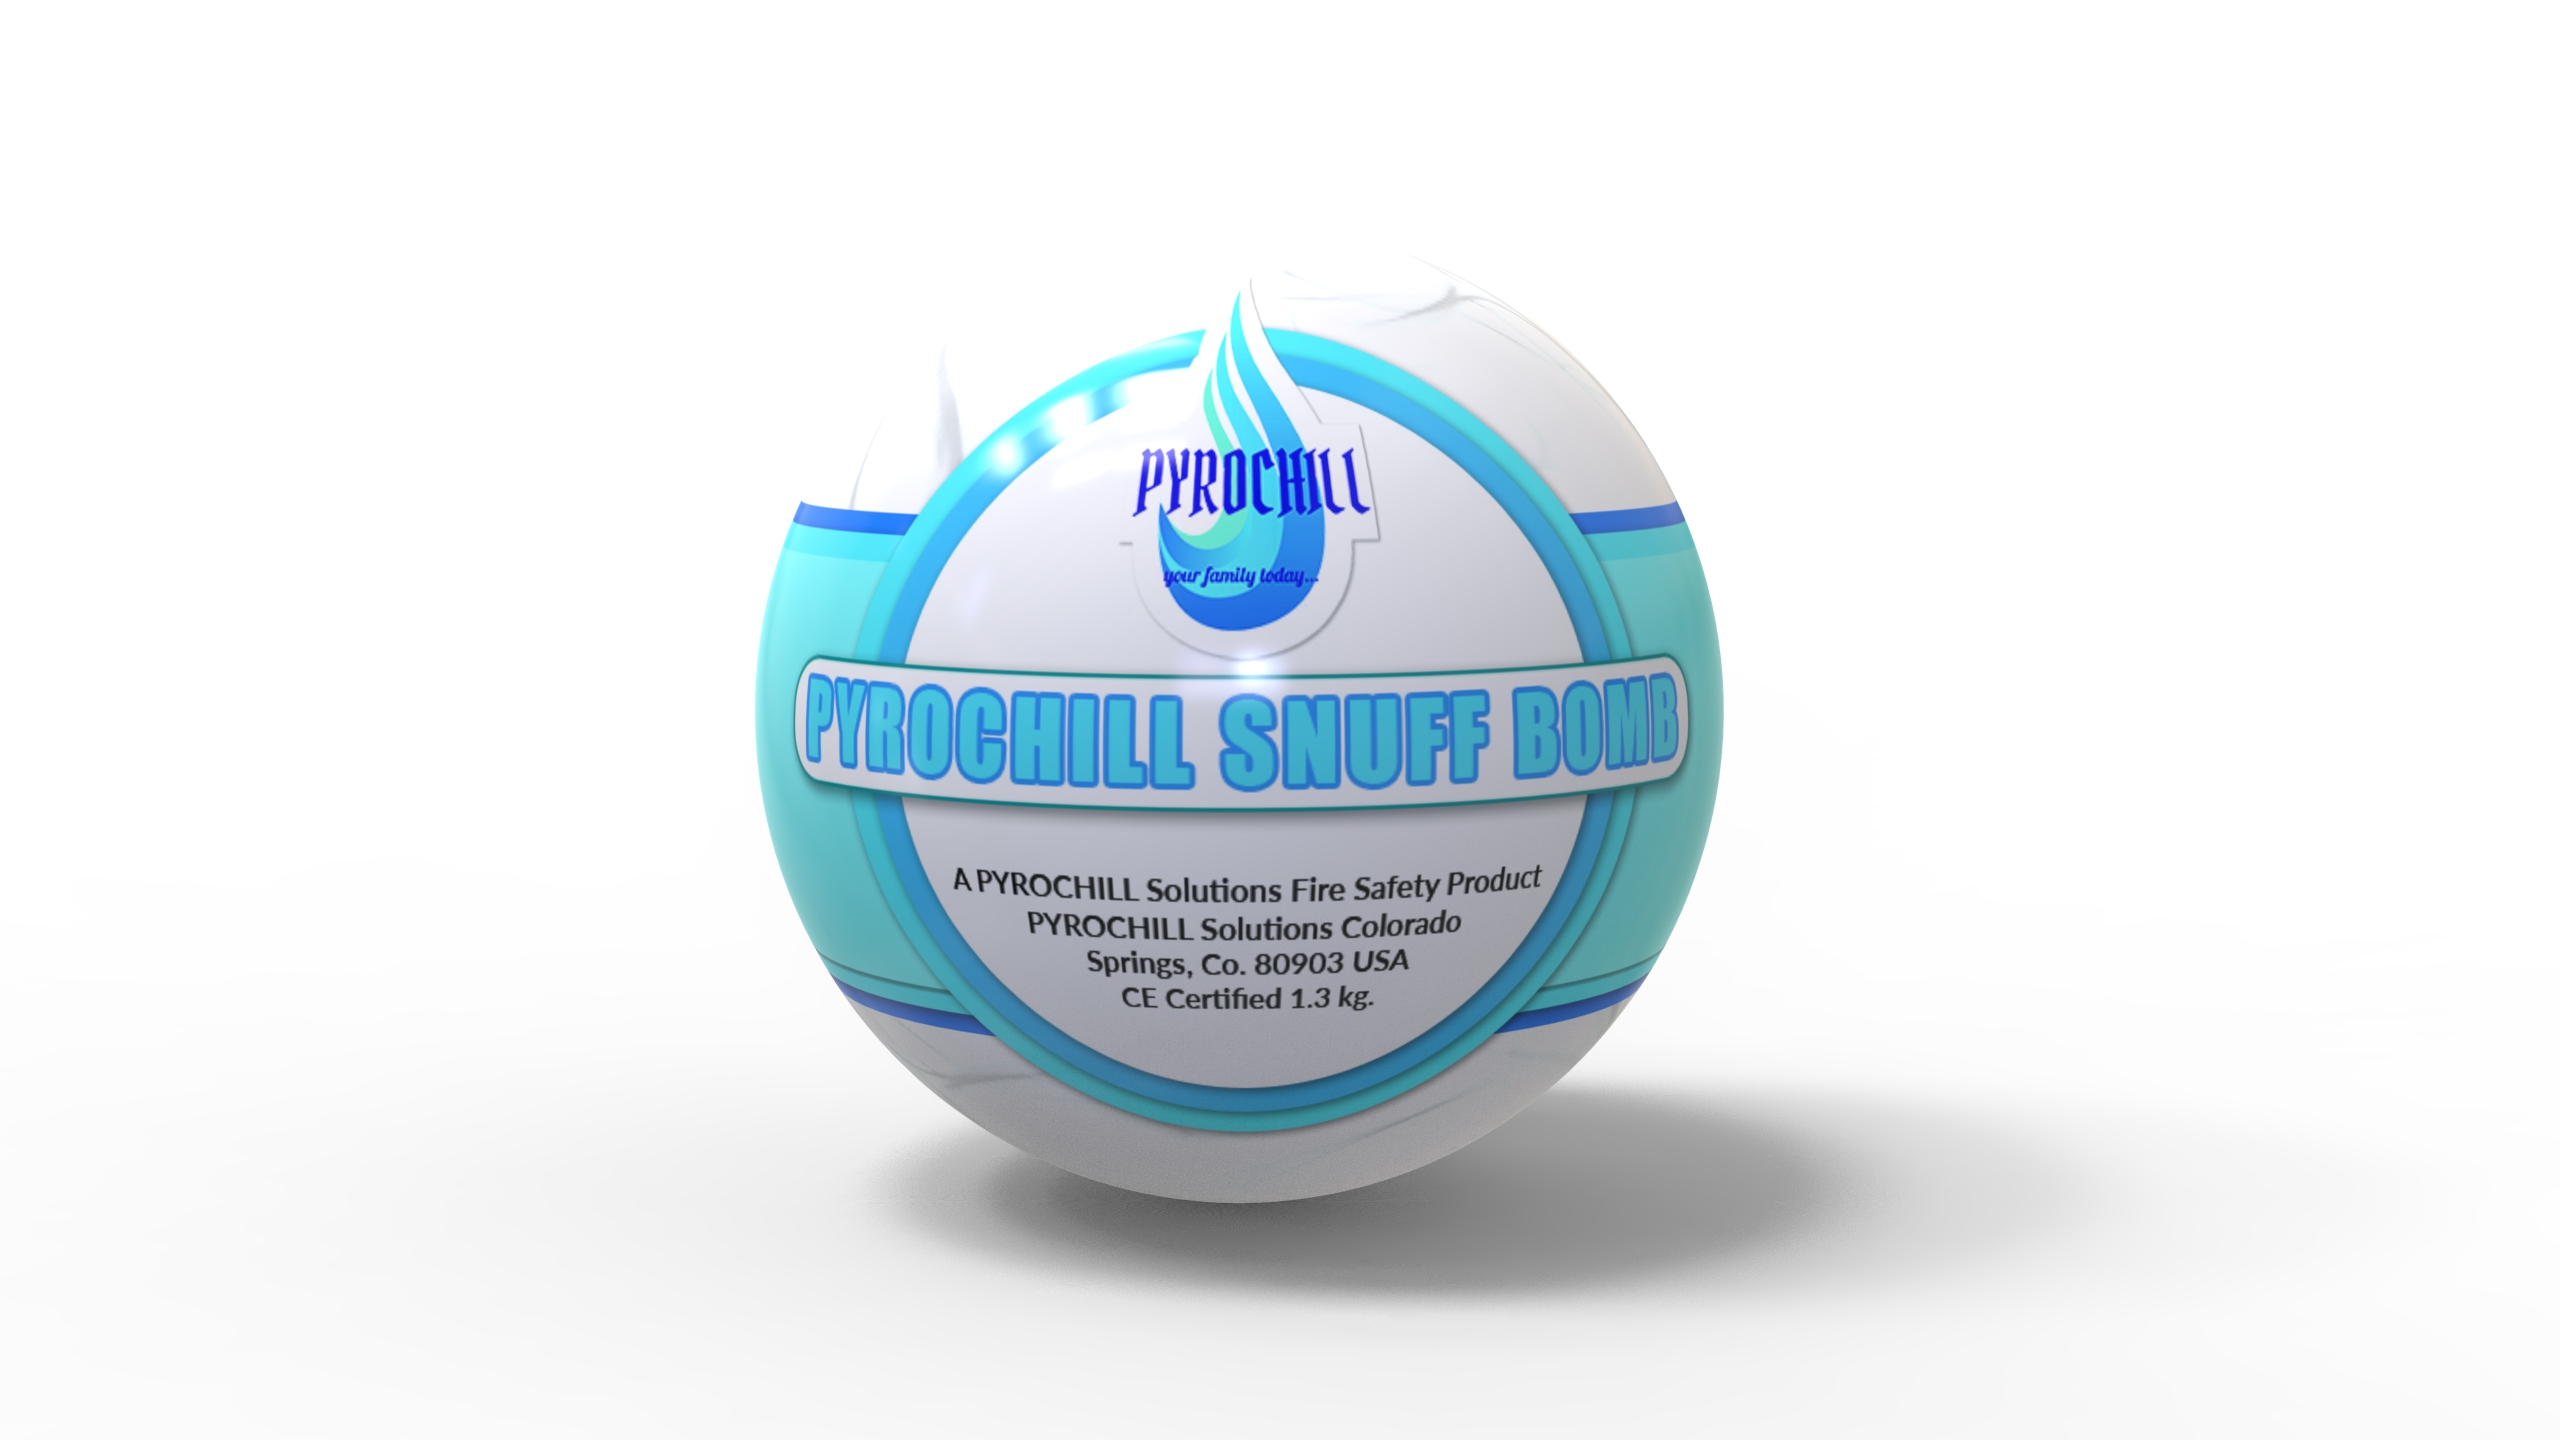 PYROCHILL
your family today...
PYROCHILL SNUFF BOMB
A PYROCHILL Solutions Fire Safety Product
PYROCHILL Solutions Colorado
Springs, Co. 80903 USA
CE Certified 1.3 kg.